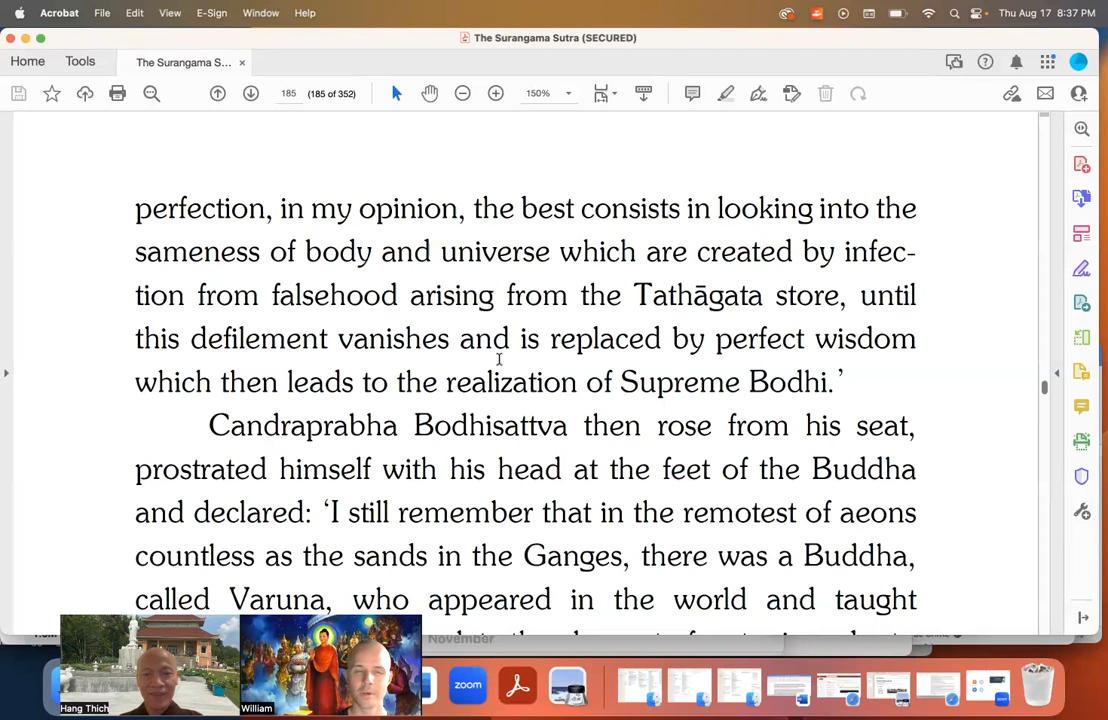 Acrobat File Edit View E-Sign Window Help Thu Aug 17 8:37 PM
The Surangama Sutra (SECURED)
Home Tools The Surangama S... ×
185 (185 of 352) 150%
perfection, in my opinion, the best consists in looking into the
sameness of body and universe which are created by infec-
tion from falsehood arising from the Tathāgata store, until
this defilement vanishes and is replaced by perfect wisdom
which then leads to the realization of Supreme Bodhi.’
Candraprabha Bodhisattva then rose from his seat,
prostrated himself with his head at the feet of the Buddha
and declared: ‘I still remember that in the remotest of aeons
countless as the sands in the Ganges, there was a Buddha,
called Varuna, who appeared in the world and taught
November
zoom
Hang Thich William